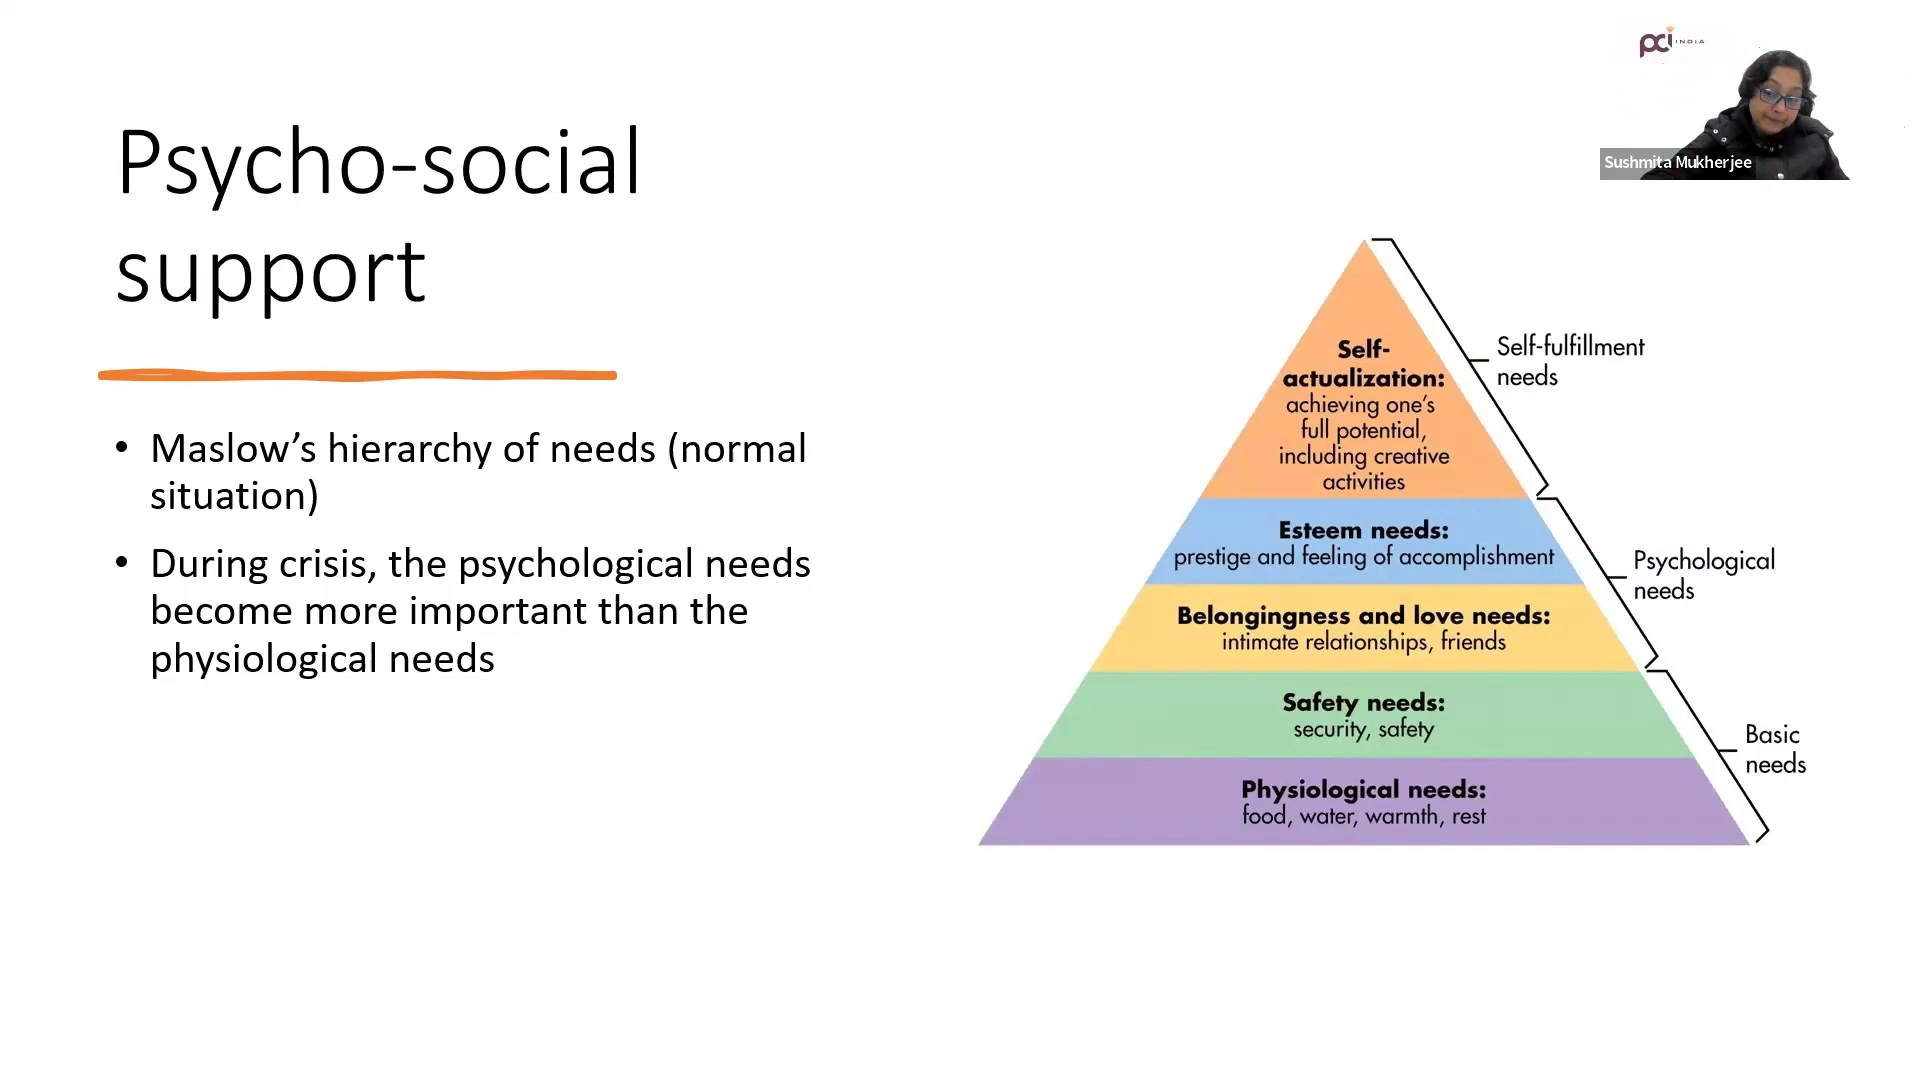 pci INDIA
Sushmita Mukherjee
Psycho-social
support
• Maslow’s hierarchy of needs (normal
situation)
• During crisis, the psychological needs
become more important than the
physiological needs
Self-
actualization:
achieving one’s
full potential,
including creative
activities
Esteem needs:
prestige and feeling of accomplishment
Belongingness and love needs:
intimate relationships, friends
Safety needs:
security, safety
Physiological needs:
food, water, warmth, rest
Self-fulfillment
needs
Psychological
needs
Basic
needs